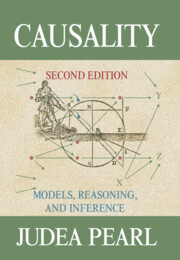 CAUSALITY
SECOND EDITION
Y
Z
X
MODELS, REASONING,
AND INFERENCE
JUDEA PEARL